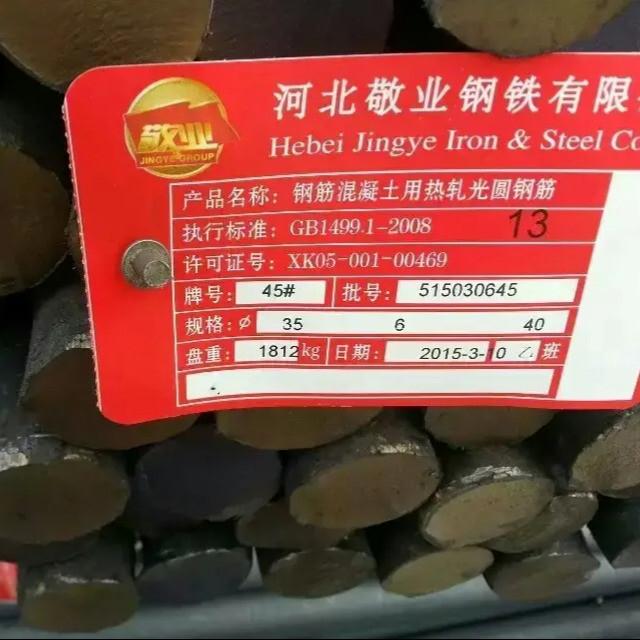 敬业
JINGYE GROUP
河北敬业钢铁有限
Hebei Jingye Iron & Steel Co
产品名称: 钢筋混凝土用热轧光圆钢筋
执行标准: GB1499.1-2008 13
许可证号: XK05-001-00469
牌号: 45# 批号: 515030645
规格: ø 35 6 40
盘重: 1812kg 日期: 2015-3-10 乙 班